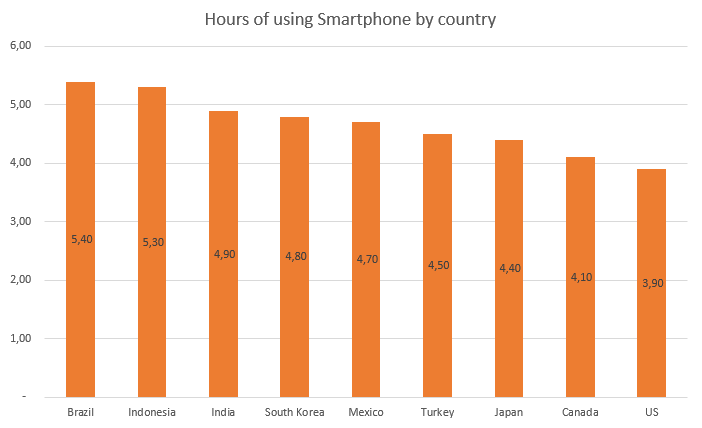 Hours of using Smartphone by country
6,00
5,00
4,00
3,00
2,00
1,00
-
5,40
5,30
4,90
4,80
4,70
4,50
4,40
4,10
3,90
Brazil
Indonesia
India
South Korea
Mexico
Turkey
Japan
Canada
US